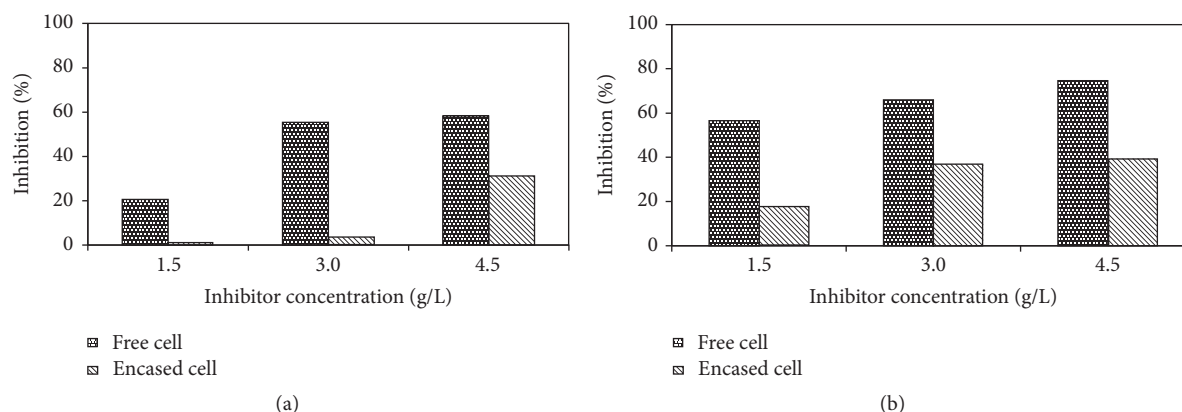 100
80
60
40
20
0
Inhibition (%)
1.5 3.0 4.5
Inhibitor concentration (g/L)
Free cell
Encased cell
(a)
100
80
60
40
20
0
Inhibition (%)
1.5 3.0 4.5
Inhibitor concentration (g/L)
Free cell
Encased cell
(b)